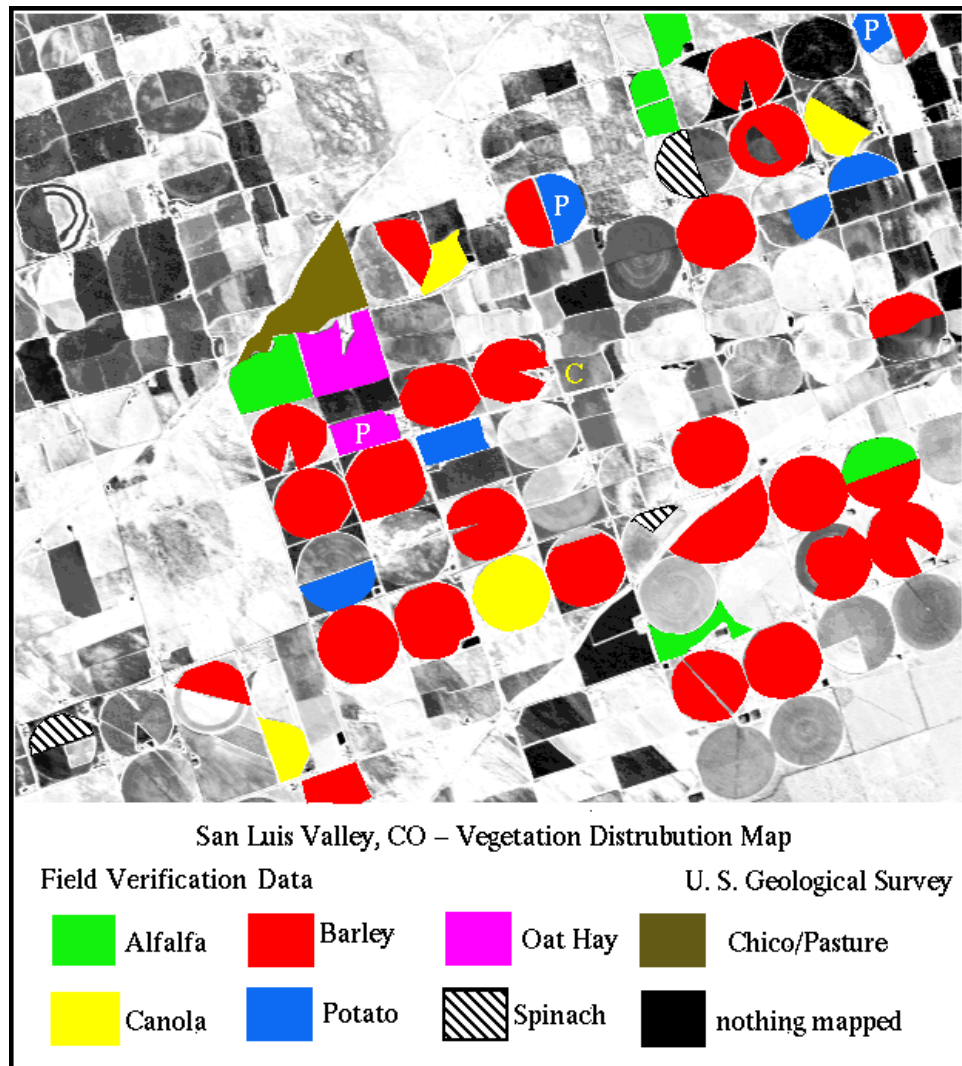 P
P
C
P
San Luis Valley, CO – Vegetation Distrubution Map
Field Verification Data
U. S. Geological Survey
Alfalfa
Barley
Oat Hay
Chico/Pasture
Canola
Potato
Spinach
nothing mapped